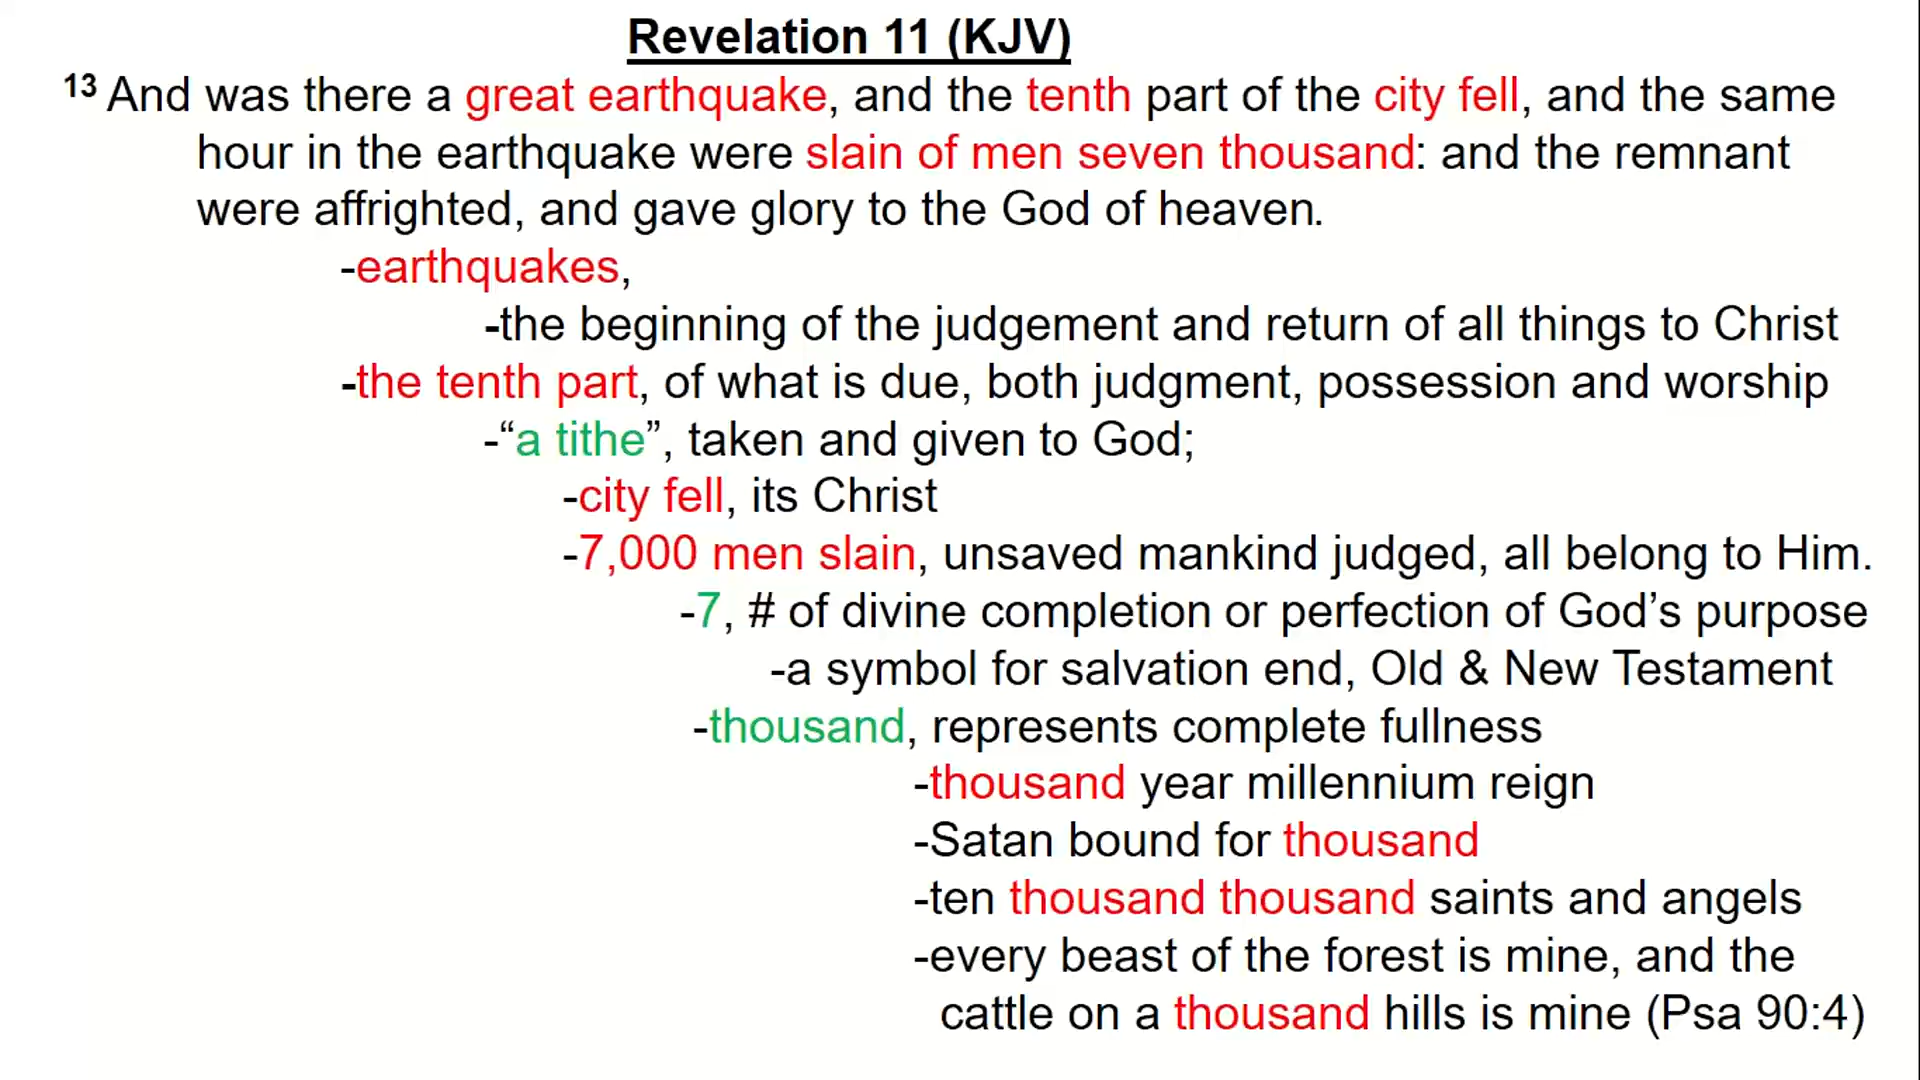 Revelation 11 (KJV)
13 And was there a great earthquake, and the tenth part of the city fell, and the same
hour in the earthquake were slain of men seven thousand: and the remnant
were affrighted, and gave glory to the God of heaven.
-earthquakes,
-the beginning of the judgement and return of all things to Christ
-the tenth part, of what is due, both judgment, possession and worship
-“a tithe”, taken and given to God;
-city fell, its Christ
-7,000 men slain, unsaved mankind judged, all belong to Him.
-7, # of divine completion or perfection of God’s purpose
-a symbol for salvation end, Old & New Testament
-thousand, represents complete fullness
-thousand year millennium reign
-Satan bound for thousand
-ten thousand thousand saints and angels
-every beast of the forest is mine, and the
cattle on a thousand hills is mine (Psa 90:4)